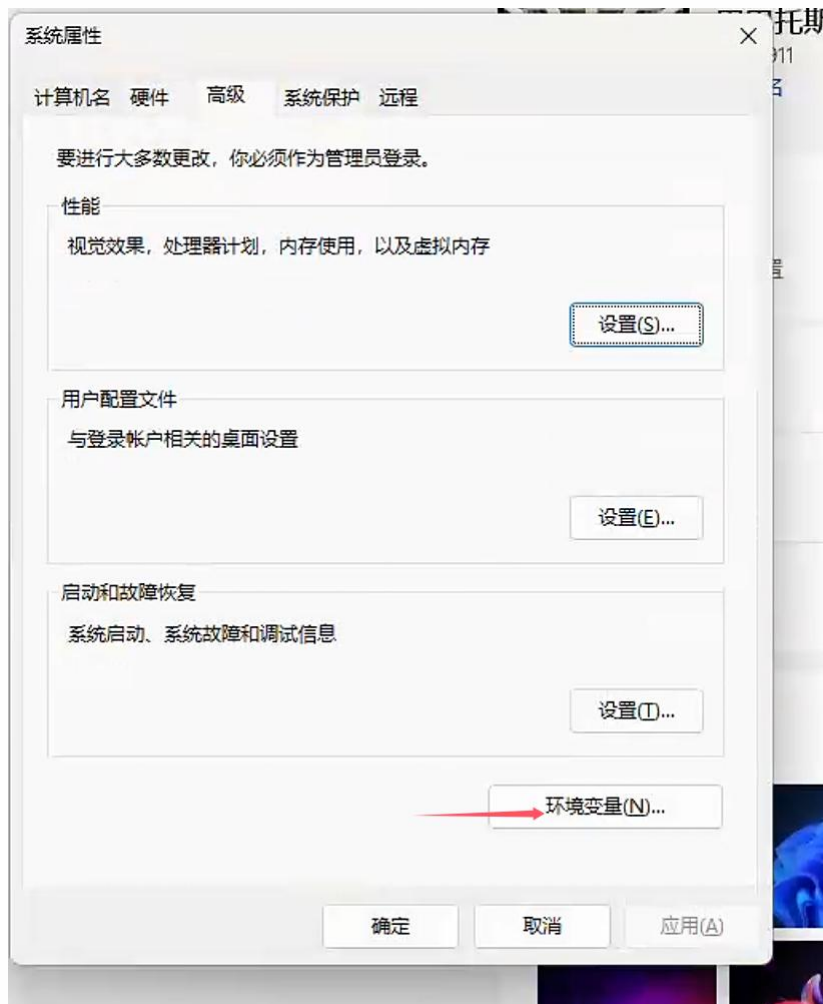 系统属性
托斯
911
名
计算机名 硬件 高级 系统保护 远程
要进行大多数更改，你必须作为管理员登录。
性能
视觉效果，处理器计划，内存使用，以及虚拟内存
置
设置(S)...
用户配置文件
与登录帐户相关的桌面设置
设置(E)...
启动和故障恢复
系统启动、系统故障和调试信息
设置(T)...
环境变量(N)...
确定 取消 应用(A)